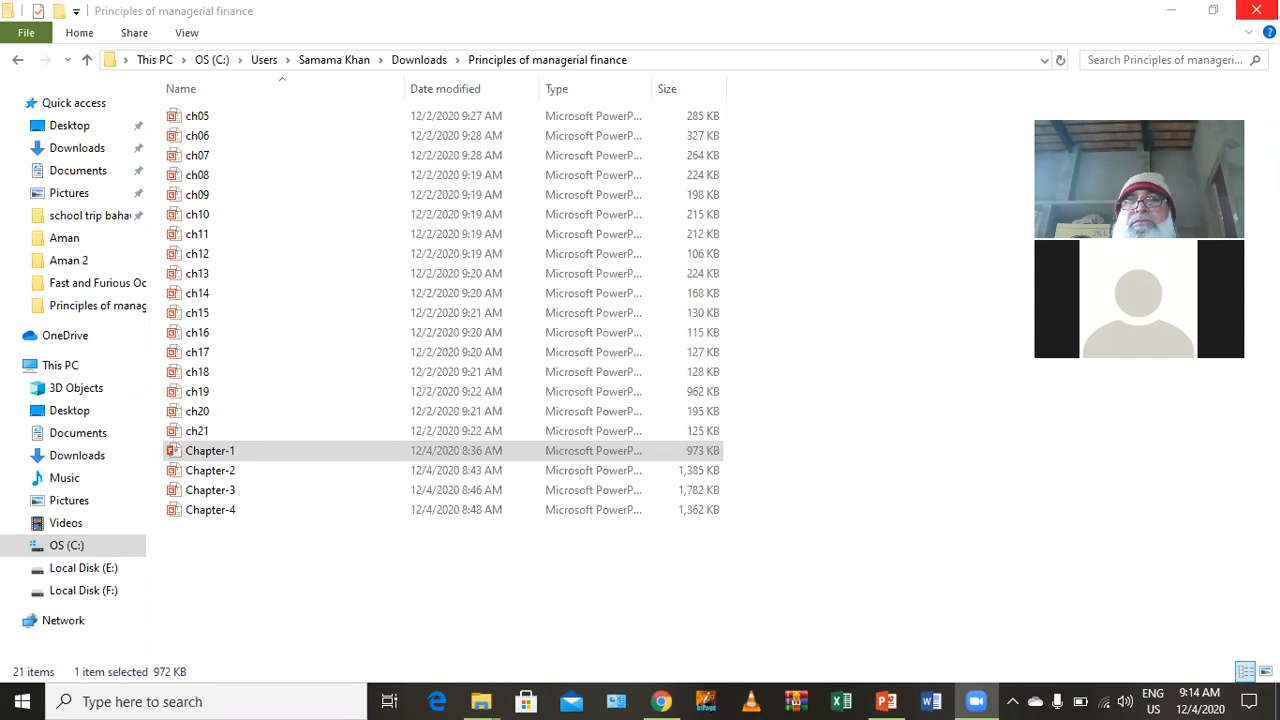 Principles of managerial finance
File Home Share View
This PC OS (C:) Users Samama Khan Downloads Principles of managerial finance Search Principles of manageri...
Name Date modified Type Size
Quick access
Desktop
Downloads
Documents
Pictures
school trip baha
Aman
Aman 2
Fast and Furious Oc
Principles of manag
OneDrive
This PC
3D Objects
Desktop
Documents
Downloads
Music
Pictures
Videos
OS (C:)
Local Disk (E:)
Local Disk (F:)
Network
ch05 12/2/2020 9:27 AM Microsoft PowerP... 285 KB
ch06 12/2/2020 9:28 AM Microsoft PowerP... 327 KB
ch07 12/2/2020 9:28 AM Microsoft PowerP... 264 KB
ch08 12/2/2020 9:19 AM Microsoft PowerP... 224 KB
ch09 12/2/2020 9:19 AM Microsoft PowerP... 198 KB
ch10 12/2/2020 9:19 AM Microsoft PowerP... 215 KB
ch11 12/2/2020 9:19 AM Microsoft PowerP... 212 KB
ch12 12/2/2020 9:19 AM Microsoft PowerP... 106 KB
ch13 12/2/2020 9:20 AM Microsoft PowerP... 224 KB
ch14 12/2/2020 9:20 AM Microsoft PowerP... 168 KB
ch15 12/2/2020 9:21 AM Microsoft PowerP... 130 KB
ch16 12/2/2020 9:20 AM Microsoft PowerP... 115 KB
ch17 12/2/2020 9:20 AM Microsoft PowerP... 127 KB
ch18 12/2/2020 9:21 AM Microsoft PowerP... 128 KB
ch19 12/2/2020 9:22 AM Microsoft PowerP... 962 KB
ch20 12/2/2020 9:21 AM Microsoft PowerP... 195 KB
ch21 12/2/2020 9:22 AM Microsoft PowerP... 125 KB
Chapter-1 12/4/2020 8:36 AM Microsoft PowerP... 973 KB
Chapter-2 12/4/2020 8:43 AM Microsoft PowerP... 1,385 KB
Chapter-3 12/4/2020 8:46 AM Microsoft PowerP... 1,782 KB
Chapter-4 12/4/2020 8:48 AM Microsoft PowerP... 1,362 KB
21 items 1 item selected 972 KB
Type here to search
ENG
US
9:14 AM
12/4/2020